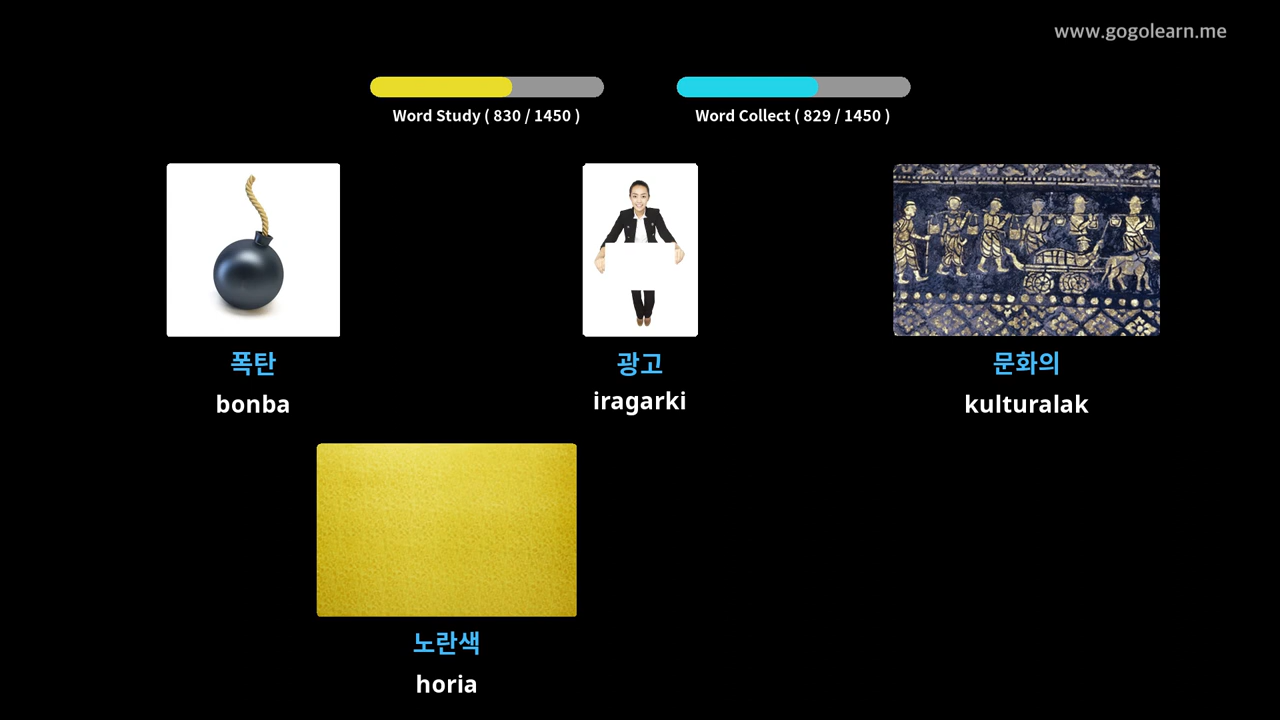 www.gogolearn.me
Word Study ( 830 / 1450 )
Word Collect ( 829 / 1450 )
폭탄
bonba
광고
iragarki
문화의
kulturalak
노란색
horia